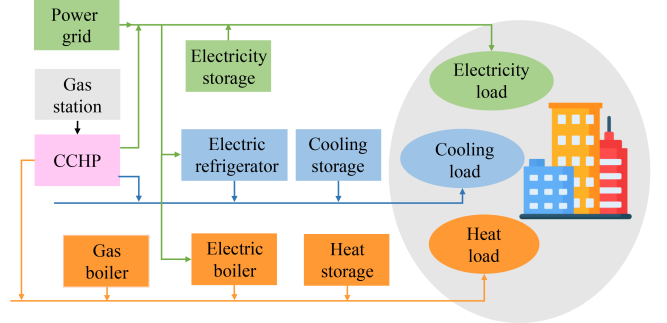 Power
grid
Electricity
storage
Electricity
load
Gas
station
CCHP
Electric
refrigerator
Cooling
storage
Cooling
load
Gas
boiler
Electric
boiler
Heat
storage
Heat
load